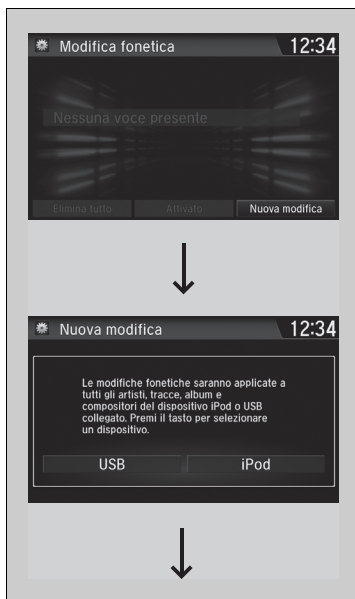 Modifica fonetica 12:34
Nessuna voce presente
Elimina tutto Attivato Nuova modifica
Nuova modifica 12:34
Le modifiche fonetiche saranno applicate a
tutti gli artisti, tracce, album e
compositori del dispositivo iPod o USB
collegato. Premi il tasto per selezionare
un dispositivo.
USB iPod